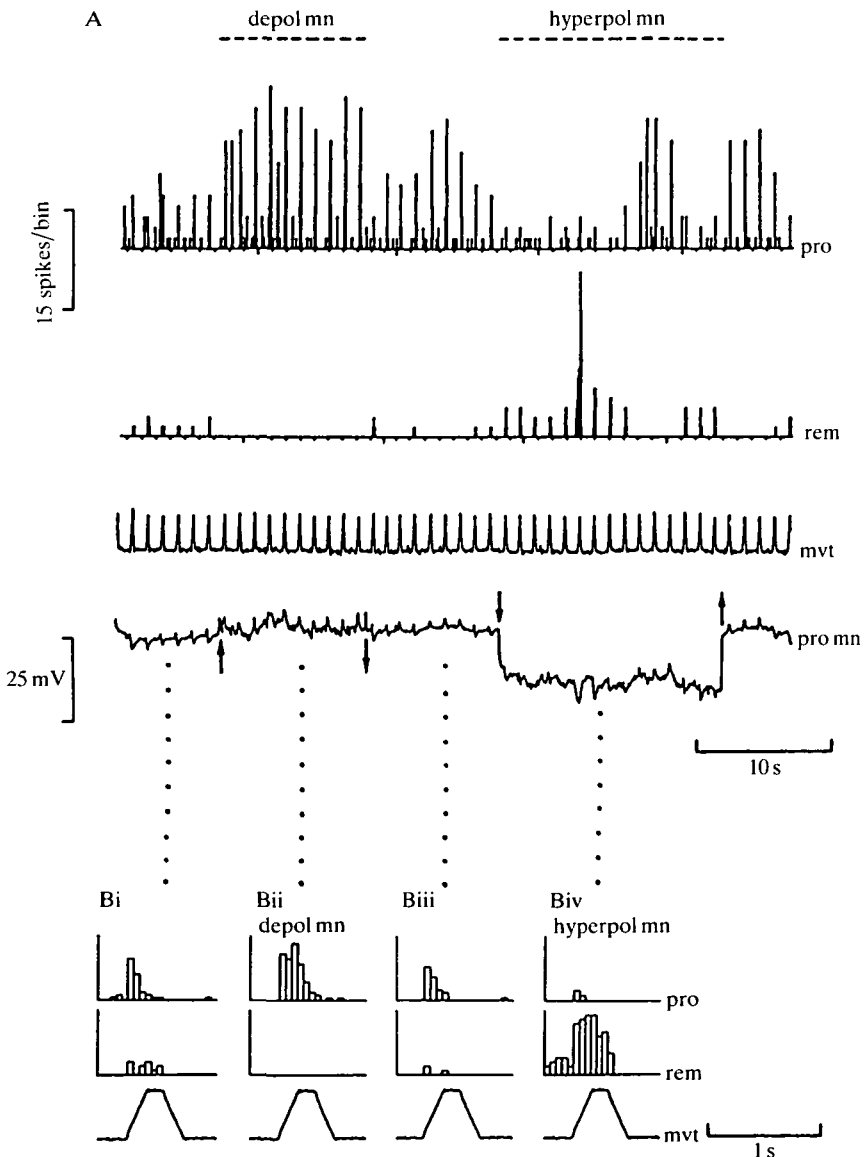 A
depol mn
hyperpol mn
15 spikes/bin
pro
rem
mvt
pro mn
25 mV
10 s
Bi
Bii
Biii
Biv
depol mn
hyperpol mn
pro
rem
mvt
1 s